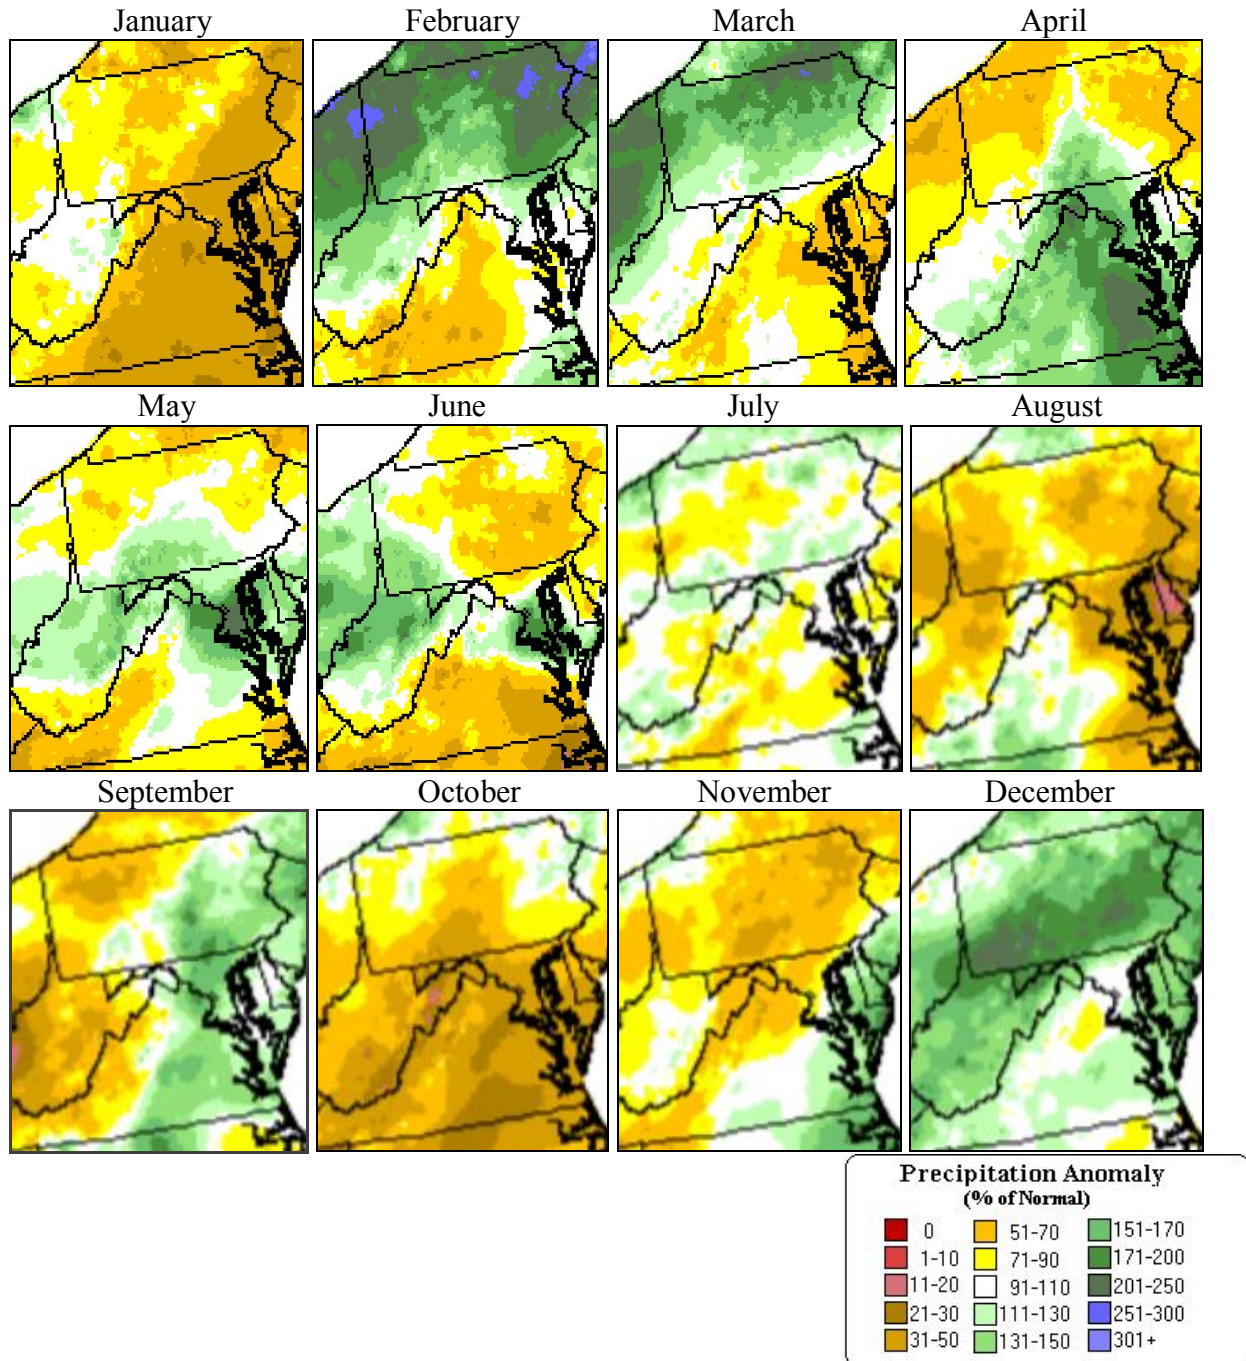 January February March April
May June July August
September October November December
Precipitation Anomaly
(% of Normal)
0 51-70 151-170
1-10 71-90 171-200
11-20 91-110 201-250
21-30 111-130 251-300
31-50 131-150 301+